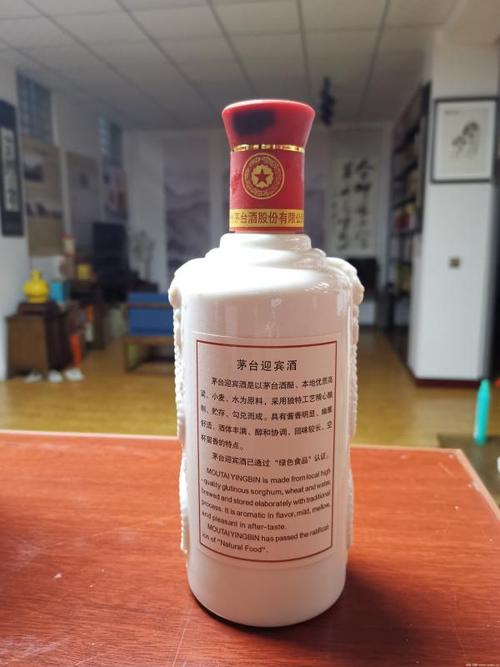 茅台酒股份有限公
茅台迎宾酒
茅台迎宾酒是以茅台酒醅、本地优质高
粱、小麦、水为原料，采用独特工艺精心酿
制、贮存、勾兑而成。具有酱香明显、幽雅
舒适、酒体丰满、醇和协调、回味较长、空
杯留香的特点。
茅台迎宾酒已通过“绿色食品”认证。
MOUTAI YINGBIN is made from local high
-quality glutinous sorghum, wheat and water,
brewed and stored elaborately with traditional
process. It is aromatic in flavor, mild, mellow,
and pleasant in after-taste.
MOUTAI YINGBIN has passed the ratificat
ion of "Natural Food".